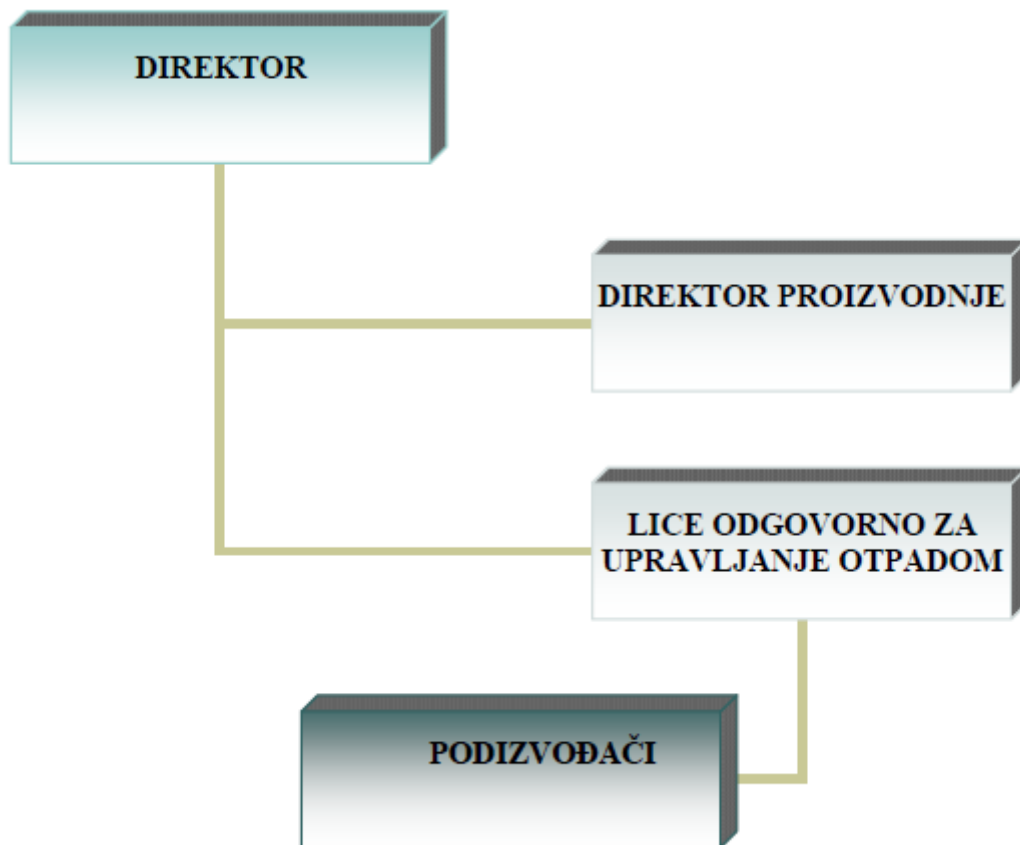 DIREKTOR
DIREKTOR PROIZVODNJE
LICE ODGOVORNO ZA
UPRAVLJANJE OTPADOM
PODIZVOĐAČI